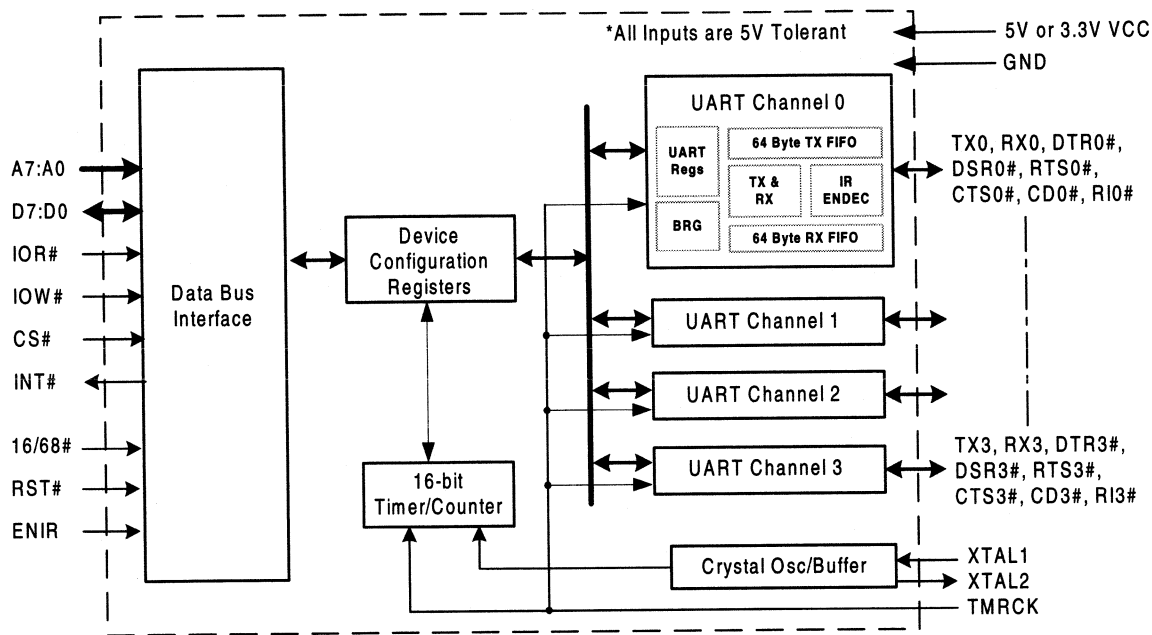 *All Inputs are 5V Tolerant
5V or 3.3V VCC
GND
A7:A0
D7:D0
IOR#
IOW#
CS#
INT#
16/68#
RST#
ENIR
Data Bus
Interface
Device
Configuration
Registers
16-bit
Timer/Counter
UART Channel 0
UART
Regs
BRG
64 Byte TX FIFO
TX &
RX
IR
ENDEC
64 Byte RX FIFO
UART Channel 1
UART Channel 2
UART Channel 3
Crystal Osc/Buffer
TX0, RX0, DTR0#,
DSR0#, RTS0#,
CTS0#, CD0#, RI0#
TX3, RX3, DTR3#,
DSR3#, RTS3#,
CTS3#, CD3#, RI3#
XTAL1
XTAL2
TMRCK